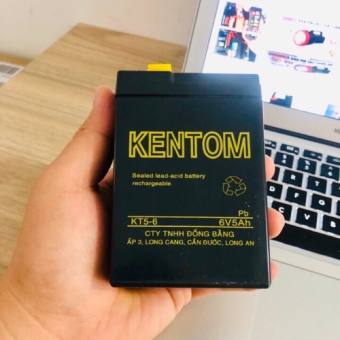 KENTOM
Sealed lead-acid battery
rechargeable
Pb
KT5-6 6V5Ah
CTY TNHH ĐỒNG BẰNG
ẤP 3, LONG CANG, CẦN ĐƯỚC, LONG AN